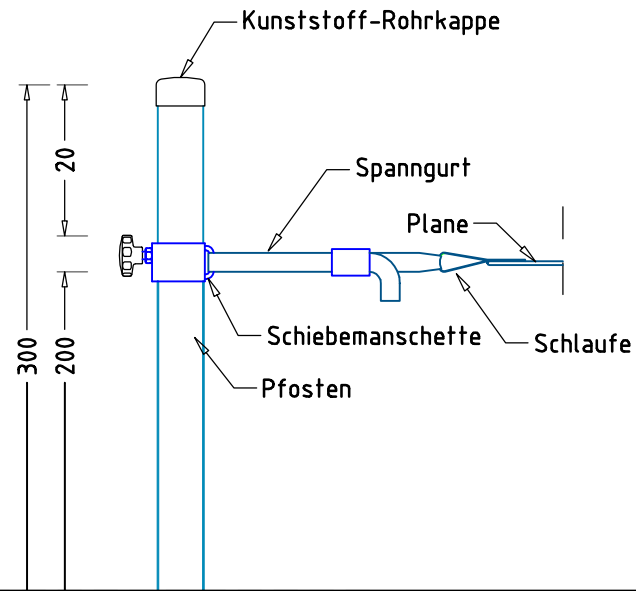 Kunststoff-Rohrkappe
20
Spanngurt
Plane
Schiebemanschette
Schlaufe
300
200
Pfosten